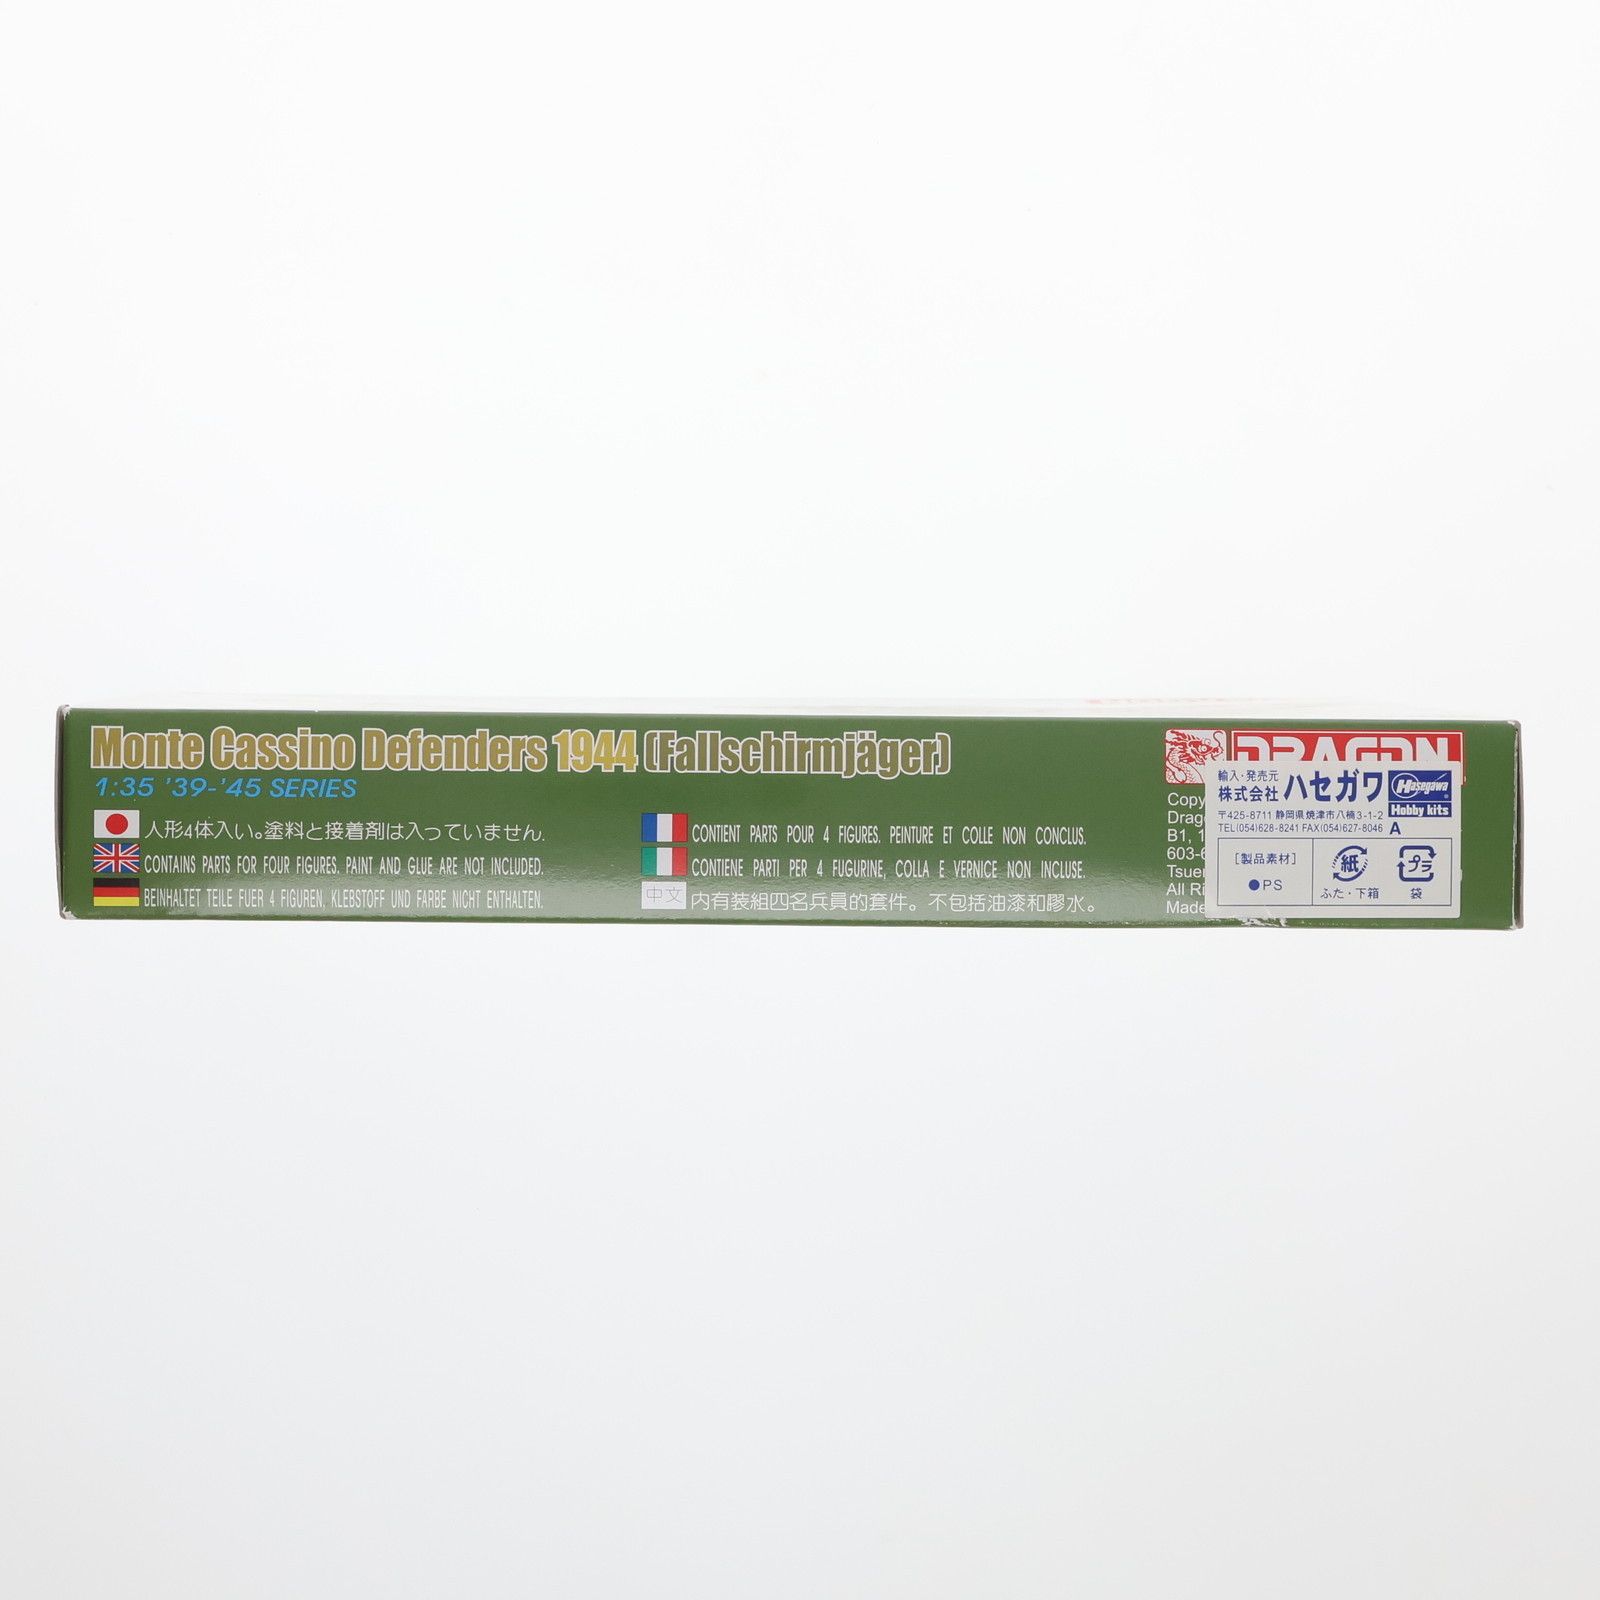 Monte Cassino Defenders 1944 (Fallschirmjäger)
1:35 '39-'45 SERIES
人形4体入い。塗料と接着剤は入っていません.
CONTAINS PARTS FOR FOUR FIGURES. PAINT AND GLUE ARE NOT INCLUDED.
BEINHALTET TEILE FUER 4 FIGUREN, KLEBSTOFF UND FARBE NICHT ENTHALTEN.
CONTIENT PARTS POUR 4 FIGURES. PEINTURE ET COLLE NON CONCLUS.
CONTIENE PARTI PER 4 FUGURINE, COLLA E VERNICE NON INCLUSE.
中文 内有装組四名兵員的套件。不包括油漆和膠水。
DRAGON
Copy
Drag
B1, 1
603-6
Tsue
All Ri
Made
輸入・発売元
株式会社 ハセガワ
Hasegawa
Hobby kits
〒425-8711 静岡県焼津市八楠3-1-2
TEL(054)628-8241 FAX(054)627-8046 A
[製品素材]
●PS
紙
ふた・下箱
プラ
袋